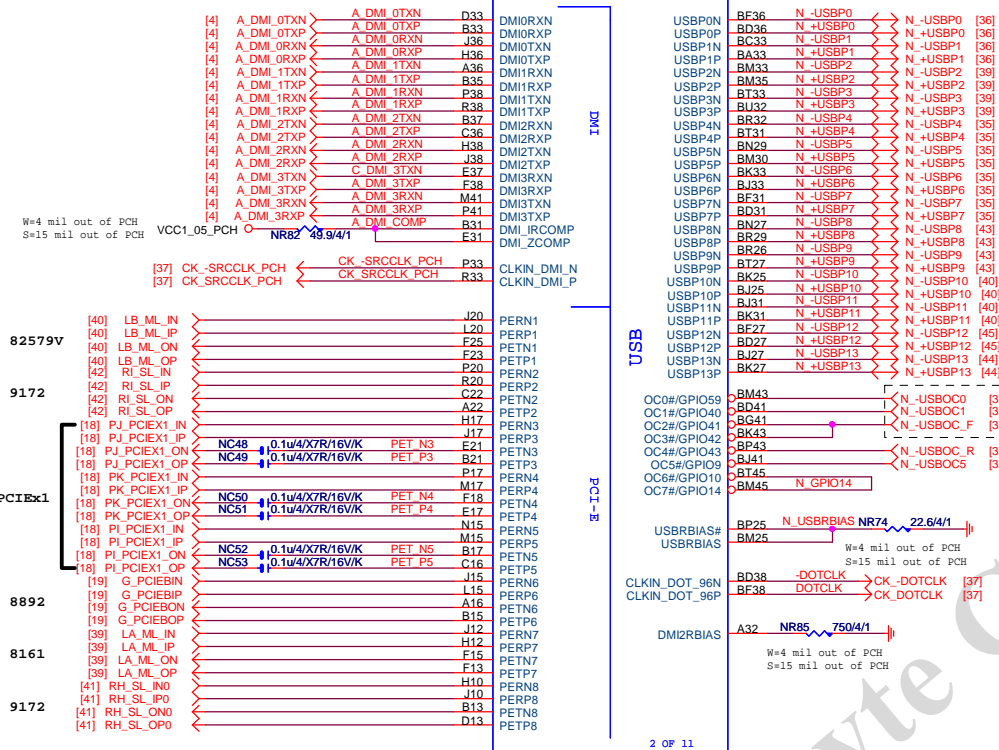 [4] A_DMI_0TXN A_DMI_0TXN D33 DMI0RXN
[4] A_DMI_0TXP A_DMI_0TXP B33 DMI0RXP
[4] A_DMI_0RXN A_DMI_0RXN J36 DMI0TXN
[4] A_DMI_0RXP A_DMI_0RXP H36 DMI0TXP
[4] A_DMI_1TXN A_DMI_1TXN A36 DMI1RXN
[4] A_DMI_1TXP A_DMI_1TXP B35 DMI1RXP
[4] A_DMI_1RXN A_DMI_1RXN P38 DMI1TXN
[4] A_DMI_1RXP A_DMI_1RXP R38 DMI1TXP
[4] A_DMI_2TXN A_DMI_2TXN B37 DMI2RXN
[4] A_DMI_2TXP A_DMI_2TXP C36 DMI2RXP
[4] A_DMI_2RXN A_DMI_2RXN H38 DMI2TXN
[4] A_DMI_2RXP A_DMI_2RXP J38 DMI2TXP
[4] A_DMI_3TXN C_DMI_3TXN E37 DMI3RXN
[4] A_DMI_3TXP A_DMI_3TXP F38 DMI3RXP
[4] A_DMI_3RXN A_DMI_3RXN M41 DMI3TXN
[4] A_DMI_3RXP A_DMI_3RXP P41 DMI3TXP
W=4 mil out of PCH
S=15 mil out of PCH
VCC1_05_PCH NR82 49.9/4/1 A_DMI_COMP B31 DMI_IRCOMP
E31 DMI_ZCOMP
[37] CK_-SRCCLK_PCH CK_-SRCCLK_PCH P33 CLKIN_DMI_N
[37] CK_SRCCLK_PCH CK_SRCCLK_PCH R33 CLKIN_DMI_P
DMI
82579V
[40] LB_ML_IN J20 PERN1
[40] LB_ML_IP L20 PERP1
[40] LB_ML_ON F25 PETN1
[40] LB_ML_OP F23 PETP1
9172
[42] RI_SL_IN P20 PERN2
[42] RI_SL_IP R20 PERP2
[42] RI_SL_ON C22 PETN2
[42] RI_SL_OP A22 PETP2
PCIEx1
[18] PJ_PCIEX1_IN H17 PERN3
[18] PJ_PCIEX1_IP J17 PERP3
[18] PJ_PCIEX1_ON NC48 0.1u/4/X7R/16V/K PET_N3 E21 PETN3
[18] PJ_PCIEX1_OP NC49 0.1u/4/X7R/16V/K PET_P3 B21 PETP3
[18] PK_PCIEX1_IN P17 PERN4
[18] PK_PCIEX1_IP M17 PERP4
[18] PK_PCIEX1_ON NC50 0.1u/4/X7R/16V/K PET_N4 F18 PETN4
[18] PK_PCIEX1_OP NC51 0.1u/4/X7R/16V/K PET_P4 E17 PETP4
[18] PI_PCIEX1_IN N15 PERN5
[18] PI_PCIEX1_IP M15 PERP5
[18] PI_PCIEX1_ON NC52 0.1u/4/X7R/16V/K PET_N5 B17 PETN5
[18] PI_PCIEX1_OP NC53 0.1u/4/X7R/16V/K PET_P5 C16 PETP5
8892
[19] G_PCIEBIN J15 PERN6
[19] G_PCIEBIP L15 PERP6
[19] G_PCIEBON A16 PETN6
[19] G_PCIEBOP B15 PETP6
8161
[39] LA_ML_IN J12 PERN7
[39] LA_ML_IP H12 PERP7
[39] LA_ML_ON F15 PETN7
[39] LA_ML_OP F13 PETP7
9172
[41] RH_SL_IN0 H10 PERN8
[41] RH_SL_IP0 J10 PERP8
[41] RH_SL_ON0 B13 PETN8
[41] RH_SL_OP0 D13 PETP8
PCI-E
USB
USBP0N BF36 N_-USBP0 N_-USBP0 [36]
USBP0P BD36 N_+USBP0 N_+USBP0 [36]
USBP1N BC33 N_-USBP1 N_-USBP1 [36]
USBP1P BA33 N_+USBP1 N_+USBP1 [36]
USBP2N BM33 N_-USBP2 N_-USBP2 [39]
USBP2P BM35 N_+USBP2 N_+USBP2 [39]
USBP3N BT33 N_-USBP3 N_-USBP3 [39]
USBP3P BU32 N_+USBP3 N_+USBP3 [39]
USBP4N BR32 N_-USBP4 N_-USBP4 [35]
USBP4P BT31 N_+USBP4 N_+USBP4 [35]
USBP5N BN29 N_-USBP5 N_-USBP5 [35]
USBP5P BM30 N_+USBP5 N_+USBP5 [35]
USBP6N BK33 N_-USBP6 N_-USBP6 [35]
USBP6P BJ33 N_+USBP6 N_+USBP6 [35]
USBP7N BF31 N_-USBP7 N_-USBP7 [35]
USBP7P BD31 N_+USBP7 N_+USBP7 [35]
USBP8N BN27 N_-USBP8 N_-USBP8 [43]
USBP8P BR29 N_+USBP8 N_+USBP8 [43]
USBP9N BR26 N_-USBP9 N_-USBP9 [43]
USBP9P BT27 N_+USBP9 N_+USBP9 [43]
USBP10N BK25 N_-USBP10 N_-USBP10 [40]
USBP10P BJ25 N_+USBP10 N_+USBP10 [40]
USBP11N BJ31 N_-USBP11 N_-USBP11 [40]
USBP11P BK31 N_+USBP11 N_+USBP11 [40]
USBP12N BF27 N_-USBP12 N_-USBP12 [45]
USBP12P BD27 N_+USBP12 N_+USBP12 [45]
USBP13N BJ27 N_-USBP13 N_-USBP13 [44]
USBP13P BK27 N_+USBP13 N_+USBP13 [44]
OC0#/GPIO59 BM43 N_-USBOC0 [3
OC1#/GPIO40 BD41 N_-USBOC1 [3
OC2#/GPIO41 BG41 N_-USBOC_F [3
OC3#/GPIO42 BK43
OC4#/GPIO43 BP43 N_-USBOC_R [3
OC5#/GPIO9 BJ41 N_-USBOC5 [3
OC6#/GPIO10 BT45
OC7#/GPIO14 BM45 N_GPIO14
USBRBIAS# BP25 N_USBRBIAS NR74 22.6/4/1
USBRBIAS BM25
W=4 mil out of PCH
S=15 mil out of PCH
CLKIN_DOT_96N BD38 -DOTCLK CK_-DOTCLK [37]
CLKIN_DOT_96P BF38 DOTCLK CK_DOTCLK [37]
DMI2RBIAS A32 NR85 750/4/1
W=4 mil out of PCH
S=15 mil out of PCH
2 OF 11
yte C